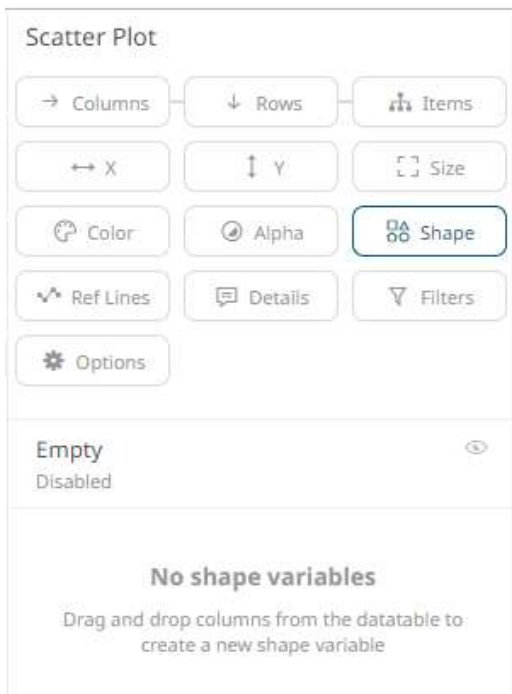 Scatter Plot
Columns Rows Items
X Y Size
Color Alpha Shape
Ref Lines Details Filters
Options
Empty
Disabled
No shape variables
Drag and drop columns from the datatable to
create a new shape variable